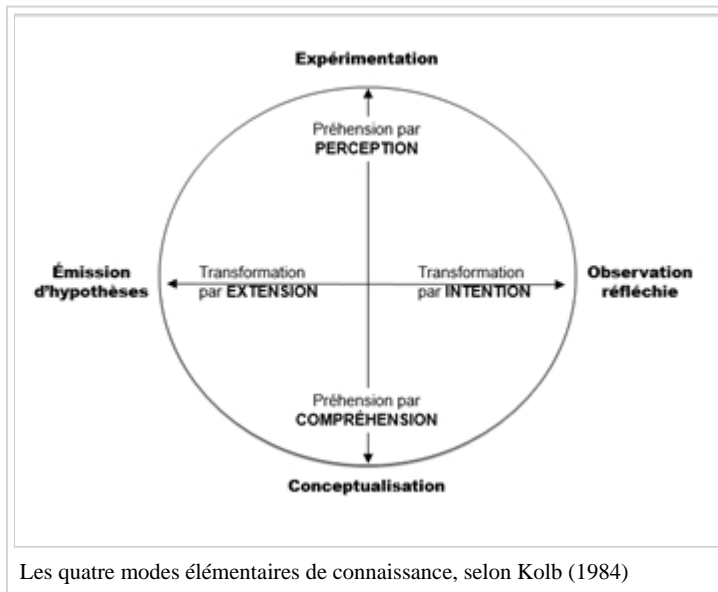 Expérimentation
Préhension par
PERCEPTION
Émission
d'hypothèses
Transformation
par EXTENSION
Transformation
par INTENTION
Observation
réfléchie
Préhension par
COMPRÉHENSION
Conceptualisation
Les quatre modes élémentaires de connaissance, selon Kolb (1984)